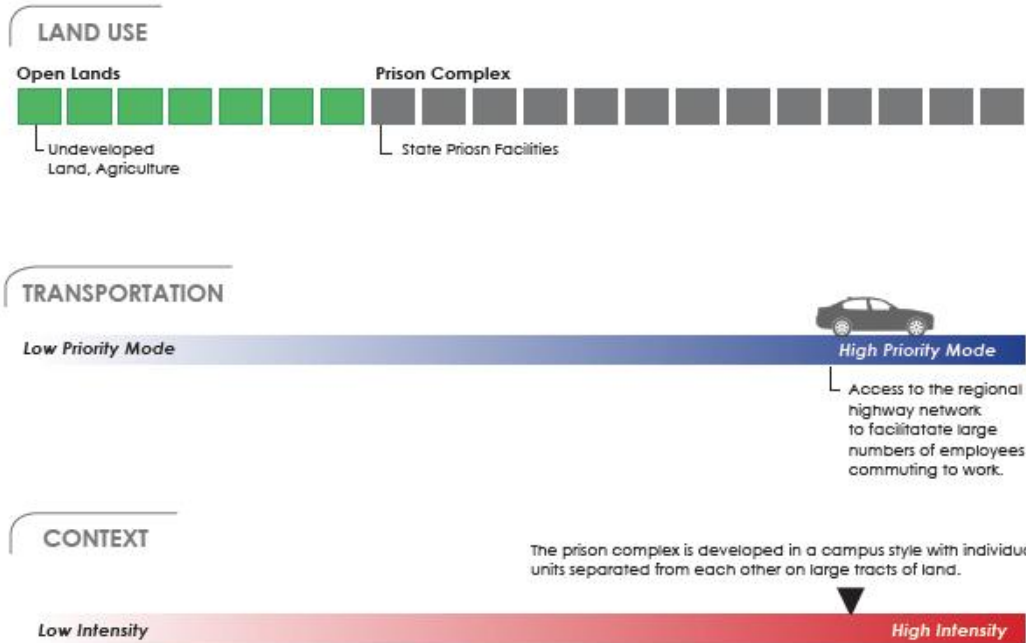 LAND USE
Open Lands
Prison Complex
Undeveloped
Land, Agriculture
State Priosn Facilities
TRANSPORTATION
Low Priority Mode
High Priority Mode
Access to the regional
highway network
to facilitatate large
numbers of employees
commuting to work.
CONTEXT
The prison complex is developed in a campus style with individu
units separated from each other on large tracts of land.
Low Intensity
High Intensity